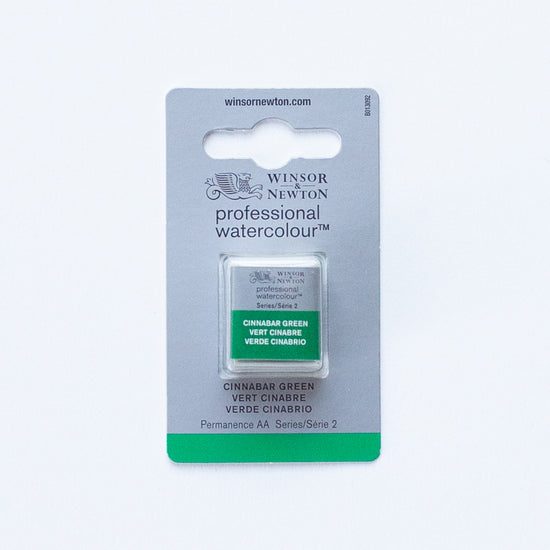 winsornewton.com
WINSOR
&
NEWTON
professional
watercolour™
WINSOR
&
NEWTON
professional
watercolour™
Series/Série 2
CINNABAR GREEN
VERT CINABRE
VERDE CINABRIO
CINNABAR GREEN
VERT CINABRE
VERDE CINABRIO
Permanence AA Series/Série 2